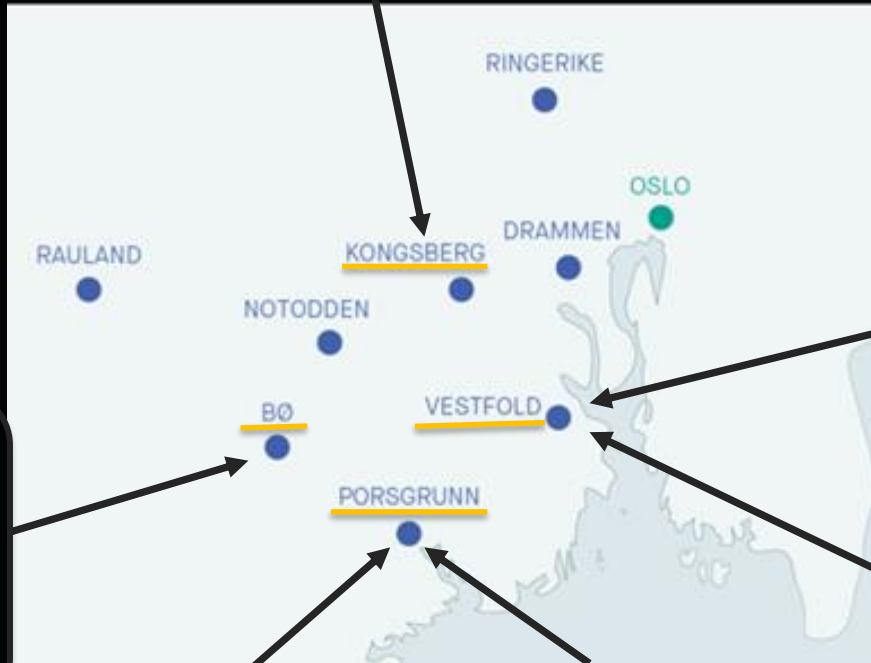 RINGERIKE
OSLO
DRAMMEN
KONGSBERG
RAULAND
NOTODDEN
VESTFOLD
BØ
PORSGRUNN